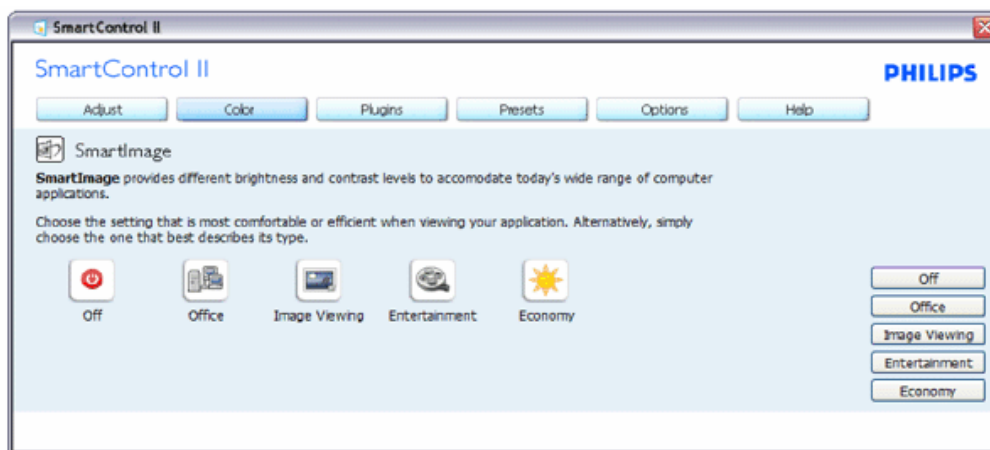 SmartControl II
SmartControl II
PHILIPS
Adjust Color Plugins Presets Options Help
SmartImage
SmartImage provides different brightness and contrast levels to accomodate today's wide range of computer
applications.
Choose the setting that is most comfortable or efficient when viewing your application. Alternatively, simply
choose the one that best describes its type.
Off Office Image Viewing Entertainment Economy
Off
Office
Image Viewing
Entertainment
Economy